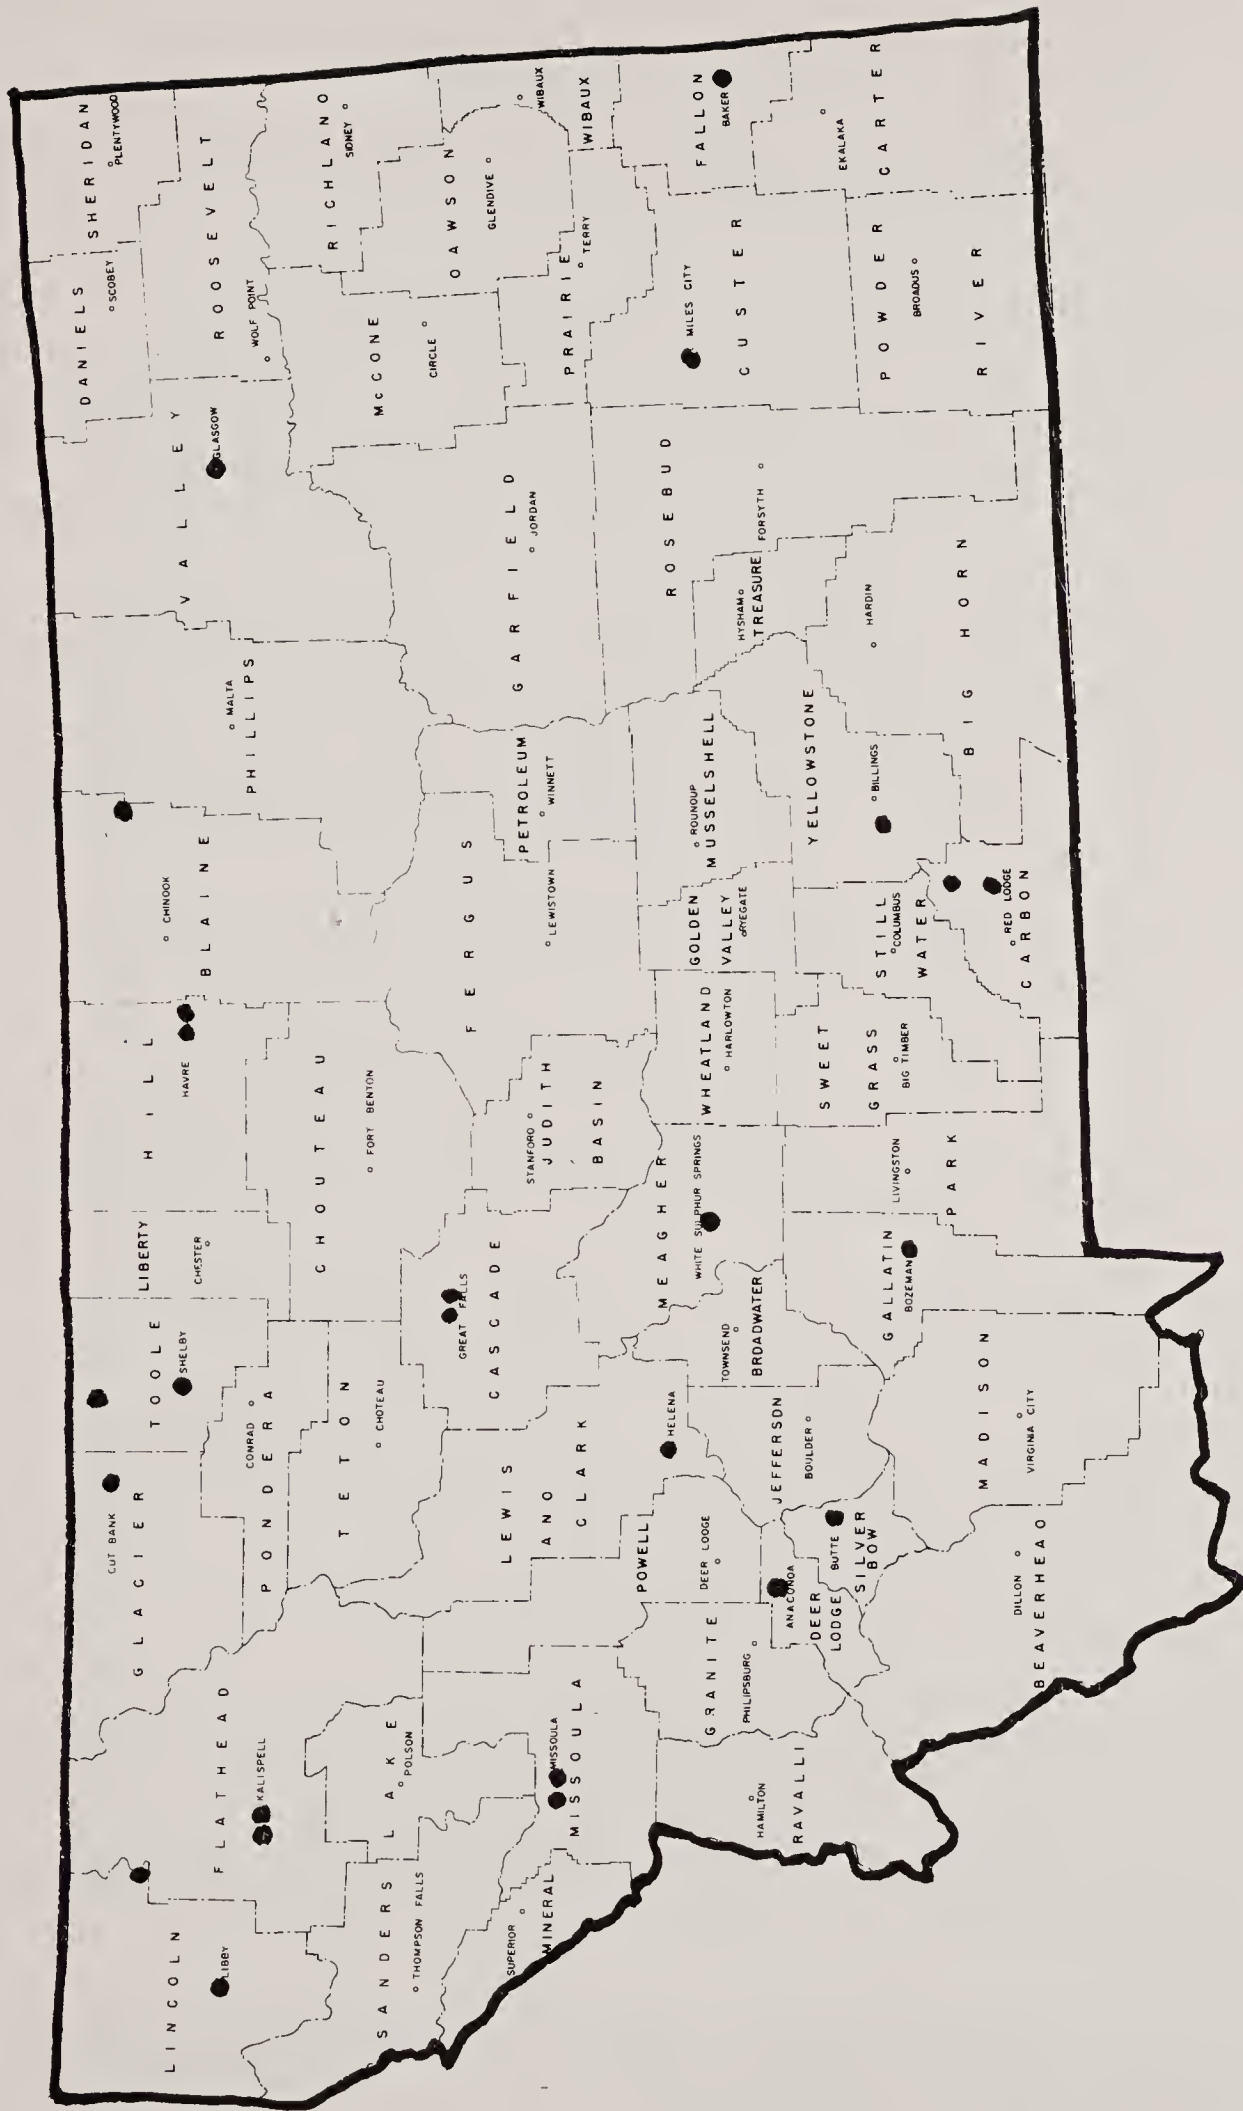 LINCOLN
LIBBY
FLATHEAD
KALISPELL
GLACIER
CUT BANK
TOOLE
SHELBY
LIBERTY
CHESTER
HILL
HAVRE
BLAINE
CHINOOK
PHILLIPS
MALTA
VALLEY
GLASGOW
DANIELS
SCOBEY
SHERIDAN
PLENTYWOOD
ROOSEVELT
WOLF POINT
SANDERS
THOMPSON FALLS
LAKE
POLSON
PONDERA
CONRAD
TETON
CHOTEAU
CHOUTEAU
FORT BENTON
RICHLAND
SIDNEY
McCONE
CIRCLE
OAWSON
GLENDIVE
WIBAUX
WIBAUX
MINERAL
SUPERIOR
MISSOULA
MISSOULA
LEWIS
ANO
CLARK
HELENA
CASCADE
GREAT FALLS
JUDITH
BASIN
STANFORO
FERGUS
LEWISTOWN
PETROLEUM
WINNETT
GARFIELD
JORDAN
PRAIRIE
TERRY
POWELL
DEER LODGE
GRANITE
PHILIPSBURG
RAVALLI
HAMILTON
MEAGHER
WHITE SULPHUR SPRINGS
BROADWATER
TOWNSEND
JEFFERSON
BOULDER
WHEATLAND
HARLOWTON
GOLDEN
VALLEY
RYEGATE
MUSSELSHELL
ROUNOUP
ROSEBUD
FORSYTH
TREASURE
HYSHAM
CUSTER
MILES CITY
FALLON
BAKER
DEER
LODGE
ANACONOA
SILVER
BOW
BUTTE
BEAVERHEAO
DILLON
MADISON
VIRGINIA CITY
GALLATIN
BOZEMAN
PARK
LIVINGSTON
SWEET
GRASS
BIG TIMBER
STILL
WATER
COLUMBUS
CARBON
RED LODGE
YELLOWSTONE
BILLINGS
BIG HORN
HARDIN
POWDER
RIVER
BROADUS
CARTER
EKALAKA